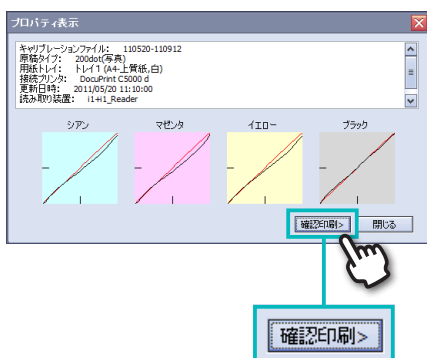 プロパティ表示
キャリブレーションファイル: 110520-110912
原稿タイプ: 200dot(写真)
用紙トレイ: トレイ1 (A4-上質紙,白)
接続プリンタ: DocuPrint C5000 d
更新日時: 2011/05/20 11:10:00
読み取り装置: i1+i1_Reader
シアン マゼンタ イエロー ブラック
確認印刷> 閉じる
確認印刷>